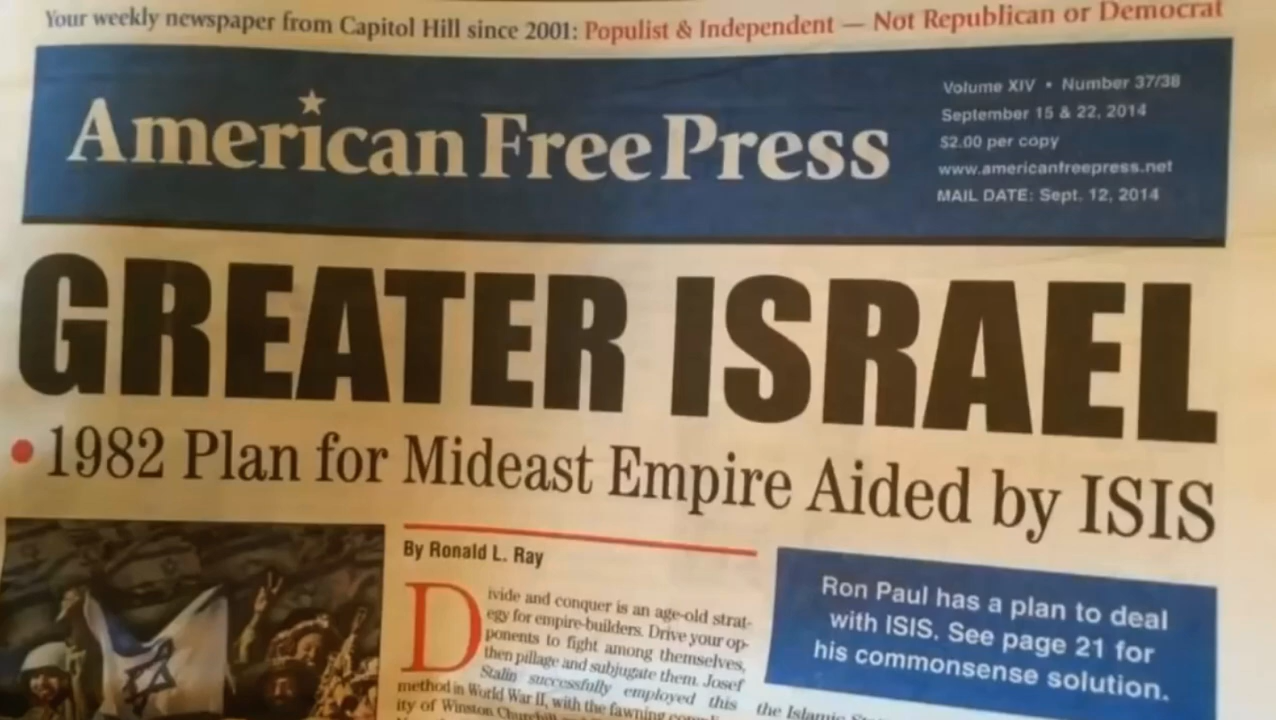 Your weekly newspaper from Capitol Hill since 2001: Populist & Independent — Not Republican or Democrat
American Free Press
Volume XIV • Number 37/38
September 15 & 22, 2014
$2.00 per copy
www.americanfreepress.net
MAIL DATE: Sept. 12, 2014
GREATER ISRAEL
• 1982 Plan for Mideast Empire Aided by ISIS
By Ronald L. Ray
Divide and conquer is an age-old strat-
egy for empire-builders. Drive your op-
ponents to fight among themselves,
then pillage and subjugate them. Josef
Stalin successfully employed this
method in World War II, with the fawning
ity of Winston Churchill
the Islamic
Ron Paul has a plan to deal
with ISIS. See page 21 for
his commonsense solution.